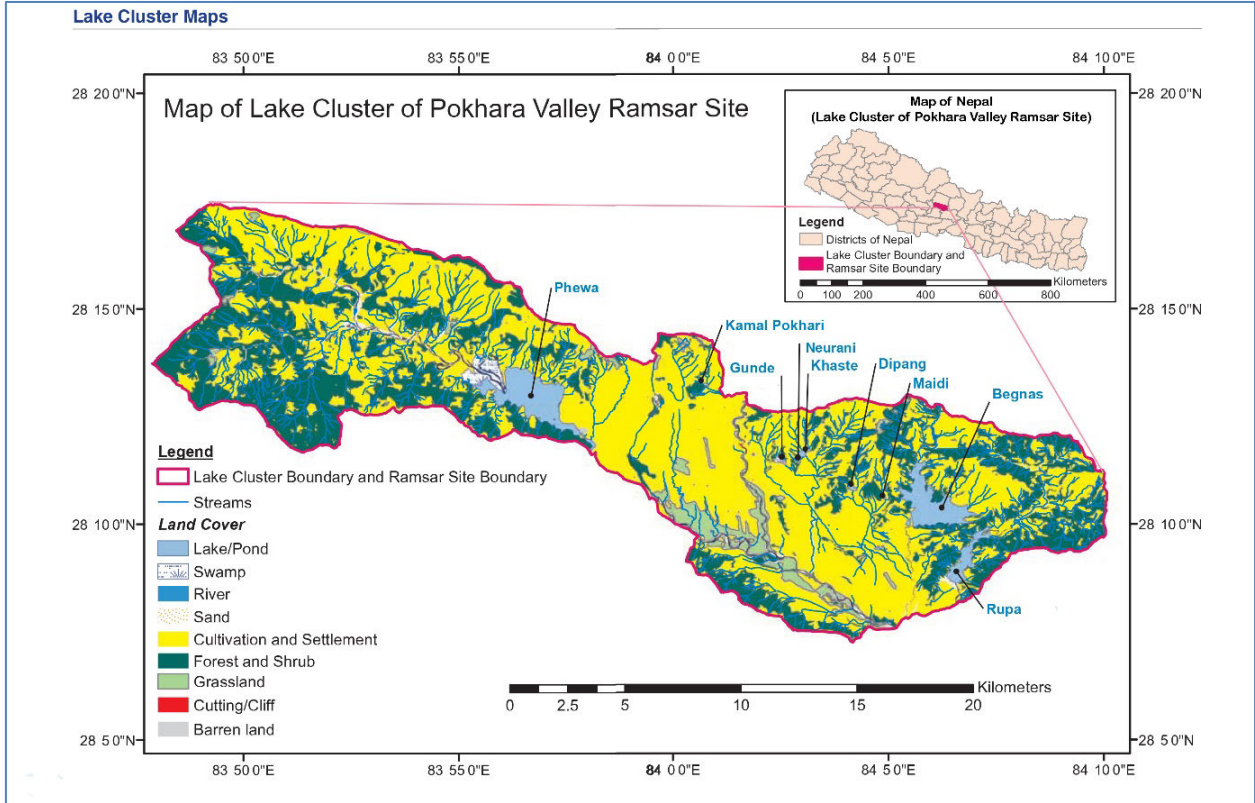 Lake Cluster Maps
83 50 0"E 83 55 0"E 84 0 0"E 84 5 0"E 84 10 0"E
28 20 0"N 28 20 0"N
Map of Lake Cluster of Pokhara Valley Ramsar Site
Map of Nepal
(Lake Cluster of Pokhara Valley Ramsar Site)
Legend
Districts of Nepal
Lake Cluster Boundary and
Ramsar Site Boundary
Kilometers
0 100 200 400 600 800
28 15 0"N 28 15 0"N
Phewa
Kamal Pokhari
Gunde
Neurani
Khaste
Dipang
Maidi
Begnas
Rupa
28 10 0"N 28 10 0"N
Legend
Lake Cluster Boundary and Ramsar Site Boundary
Streams
Land Cover
Lake/Pond
Swamp
River
Sand
Cultivation and Settlement
Forest and Shrub
Grassland
Cutting/Cliff
Barren land
Kilometers
0 2.5 5 10 15 20
28 5 0"N 28 5 0"N
83 50 0"E 83 55 0"E 84 0 0"E 84 5 0"E 84 10 0"E